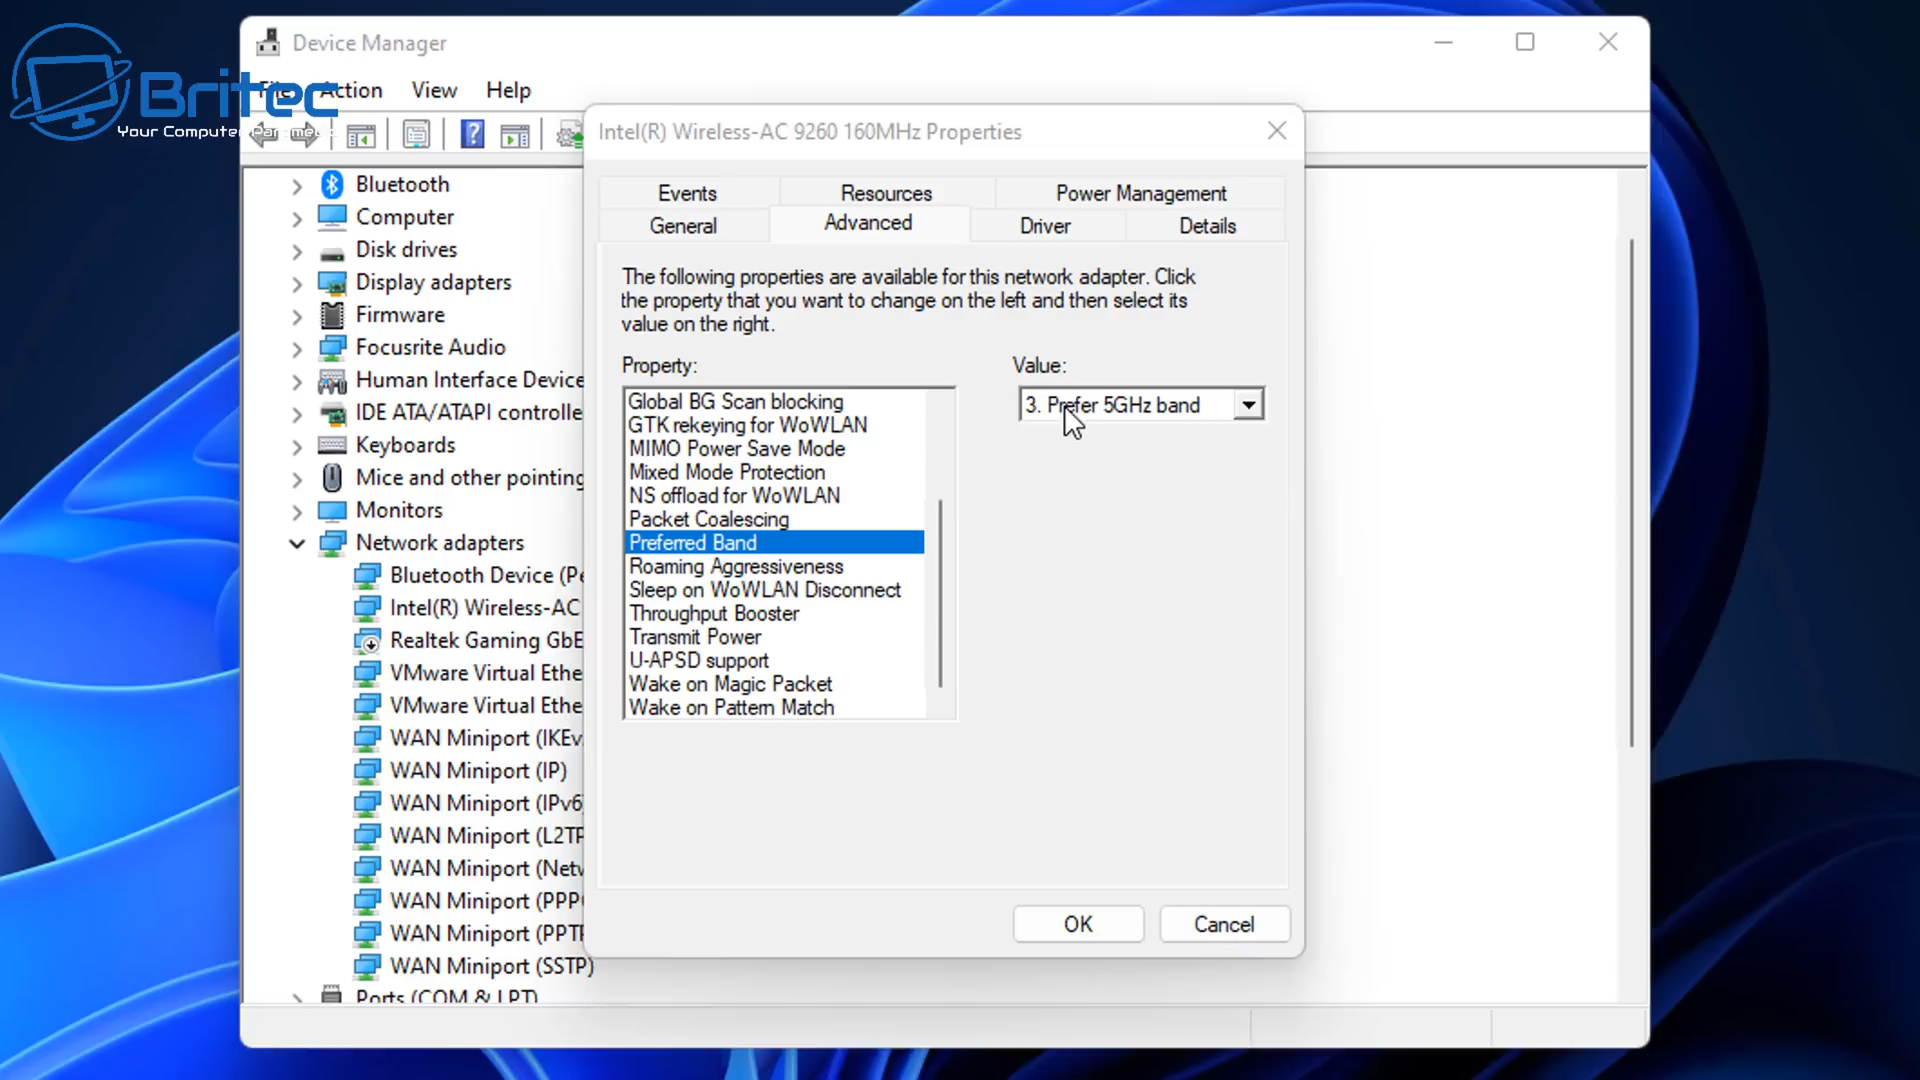 Device Manager
Britec
Your Computer Paramedic
File Action View Help
Intel(R) Wireless-AC 9260 160MHz Properties
Events Resources Power Management
General Advanced Driver Details
The following properties are available for this network adapter. Click
the property that you want to change on the left and then select its
value on the right.
Property:
Value:
Global BG Scan blocking
GTK rekeying for WoWLAN
MIMO Power Save Mode
Mixed Mode Protection
NS offload for WoWLAN
Packet Coalescing
Preferred Band
Roaming Aggressiveness
Sleep on WoWLAN Disconnect
Throughput Booster
Transmit Power
U-APSD support
Wake on Magic Packet
Wake on Pattern Match
3. Prefer 5GHz band
OK Cancel
Bluetooth
Computer
Disk drives
Display adapters
Firmware
Focusrite Audio
Human Interface Device
IDE ATA/ATAPI controlle
Keyboards
Mice and other pointing
Monitors
Network adapters
Bluetooth Device (Pe
Intel(R) Wireless-AC
Realtek Gaming GbE
VMware Virtual Ethe
VMware Virtual Ethe
WAN Miniport (IKEv
WAN Miniport (IP)
WAN Miniport (IPv6
WAN Miniport (L2TP
WAN Miniport (Netw
WAN Miniport (PPPO
WAN Miniport (PPTP
WAN Miniport (SSTP)
Ports (COM & LPT)